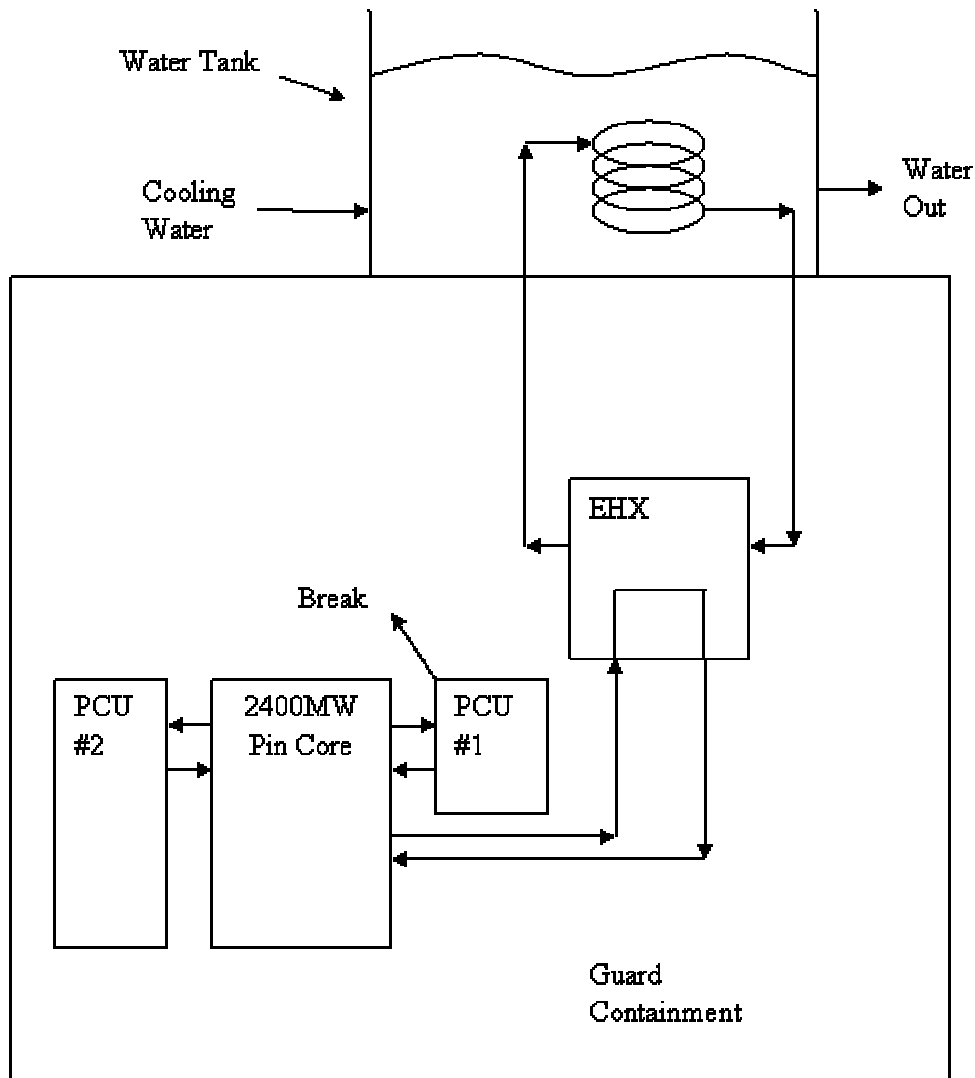 Water Tank
Cooling
Water
Water
Out
EHX
Break
PCU
#2
2400MW
Pin Core
PCU
#1
Guard
Containment